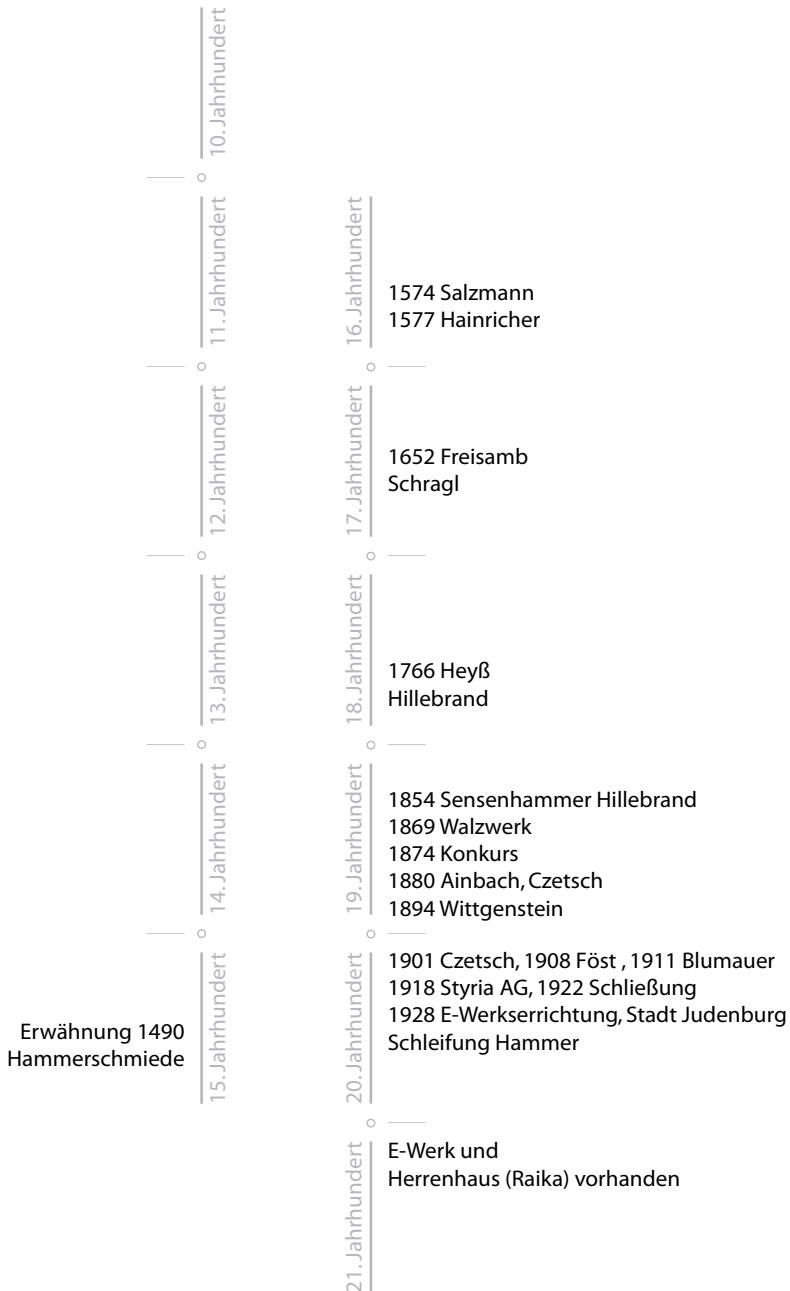 10. Jahrhundert
11. Jahrhundert
12. Jahrhundert
13. Jahrhundert
14. Jahrhundert
15. Jahrhundert
Erwähnung 1490
Hammerschmiede
16. Jahrhundert
1574 Salzmann
1577 Hainricher
17. Jahrhundert
1652 Freisamb
Schragl
18. Jahrhundert
1766 Heyß
Hillebrand
19. Jahrhundert
1854 Sensenhammer Hillebrand
1869 Walzwerk
1874 Konkurs
1880 Ainbach, Czetsch
1894 Wittgenstein
20. Jahrhundert
1901 Czetsch, 1908 Föst , 1911 Blumauer
1918 Styria AG, 1922 Schließung
1928 E-Werkserrichtung, Stadt Judenburg
Schleifung Hammer
21. Jahrhundert
E-Werk und
Herrenhaus (Raika) vorhanden